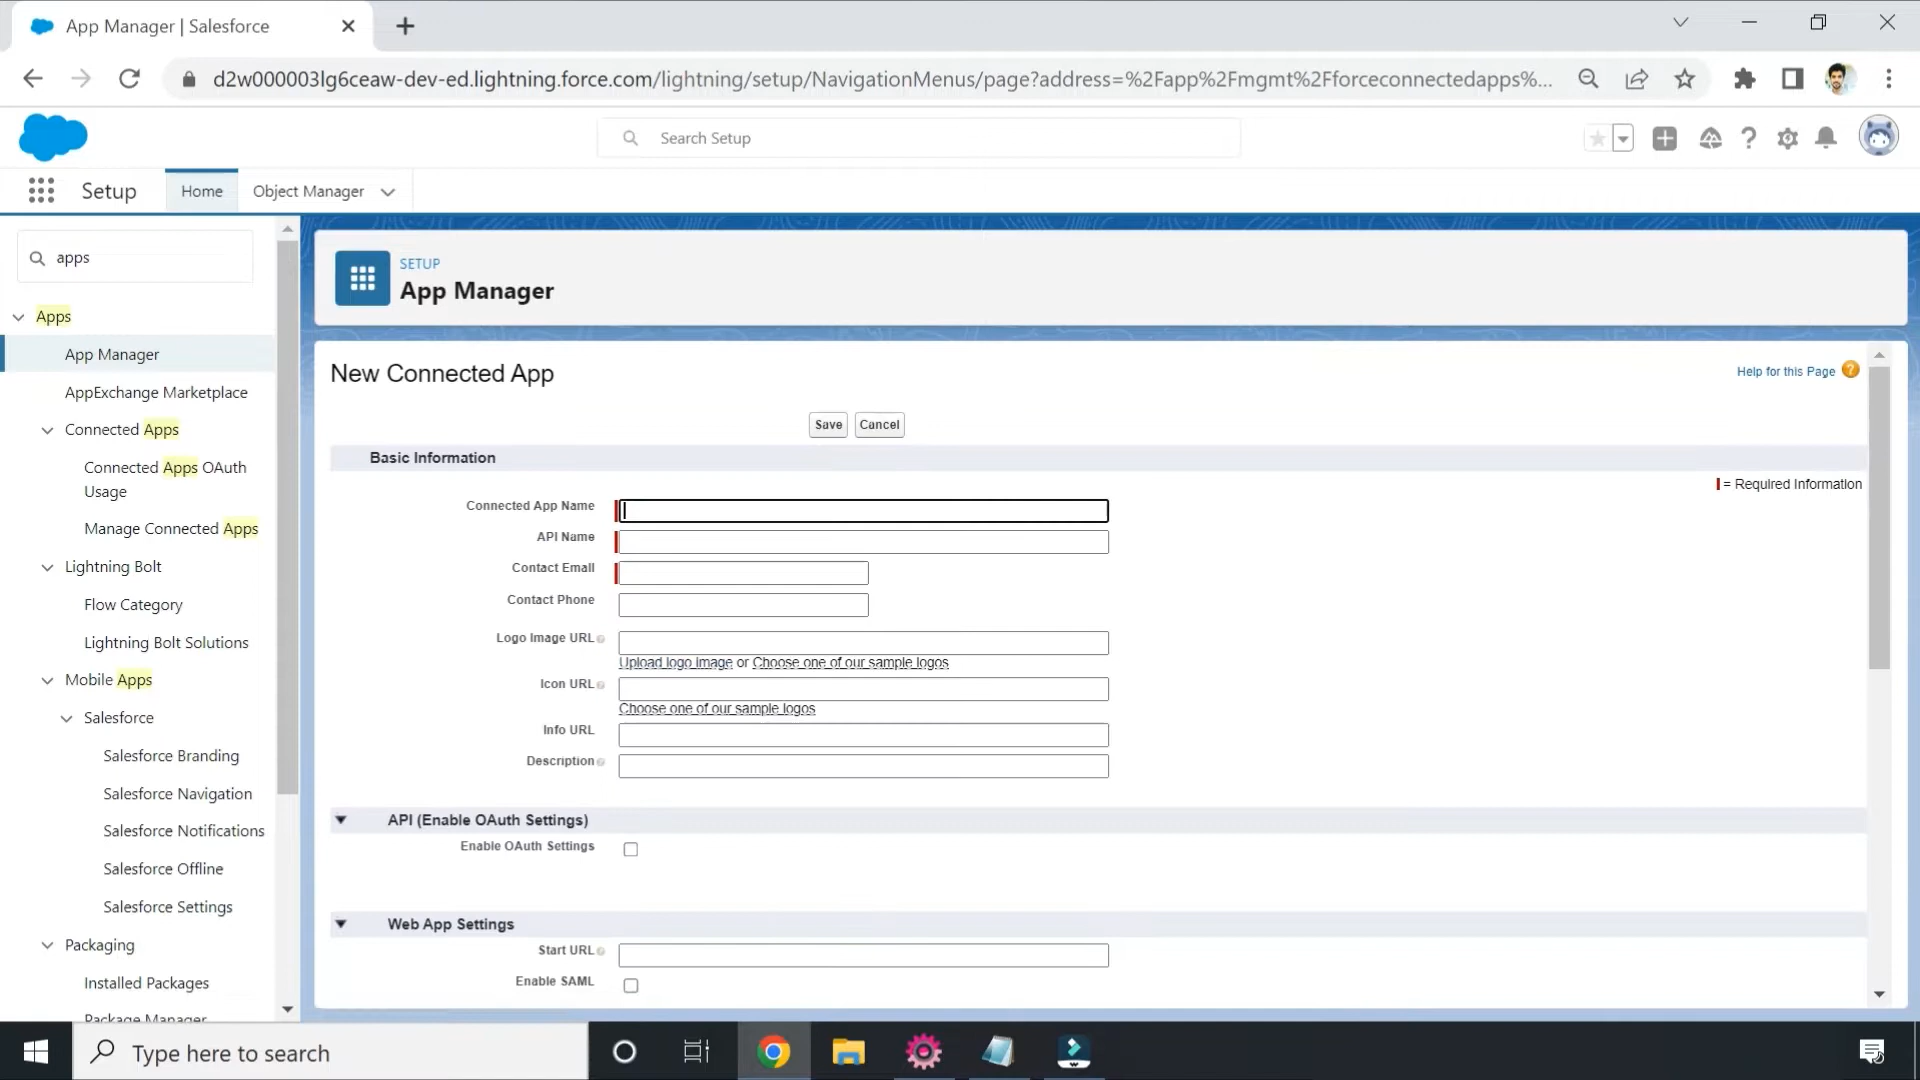 App Manager | Salesforce
d2w000003lg6ceaw-dev-ed.lightning.force.com/lightning/setup/NavigationMenus/page?address=%2Fapp%2Fmgmt%2Fforceconnectedapps%...
Search Setup
Setup
Home
Object Manager
apps
Apps
App Manager
AppExchange Marketplace
Connected Apps
Connected Apps OAuth
Usage
Manage Connected Apps
Lightning Bolt
Flow Category
Lightning Bolt Solutions
Mobile Apps
Salesforce
Salesforce Branding
Salesforce Navigation
Salesforce Notifications
Salesforce Offline
Salesforce Settings
Packaging
Installed Packages
Package Manager
SETUP
App Manager
New Connected App
Help for this Page
Save
Cancel
Basic Information
= Required Information
Connected App Name
API Name
Contact Email
Contact Phone
Logo Image URL
Upload logo image or Choose one of our sample logos
Icon URL
Choose one of our sample logos
Info URL
Description
API (Enable OAuth Settings)
Enable OAuth Settings
Web App Settings
Start URL
Enable SAML
Type here to search